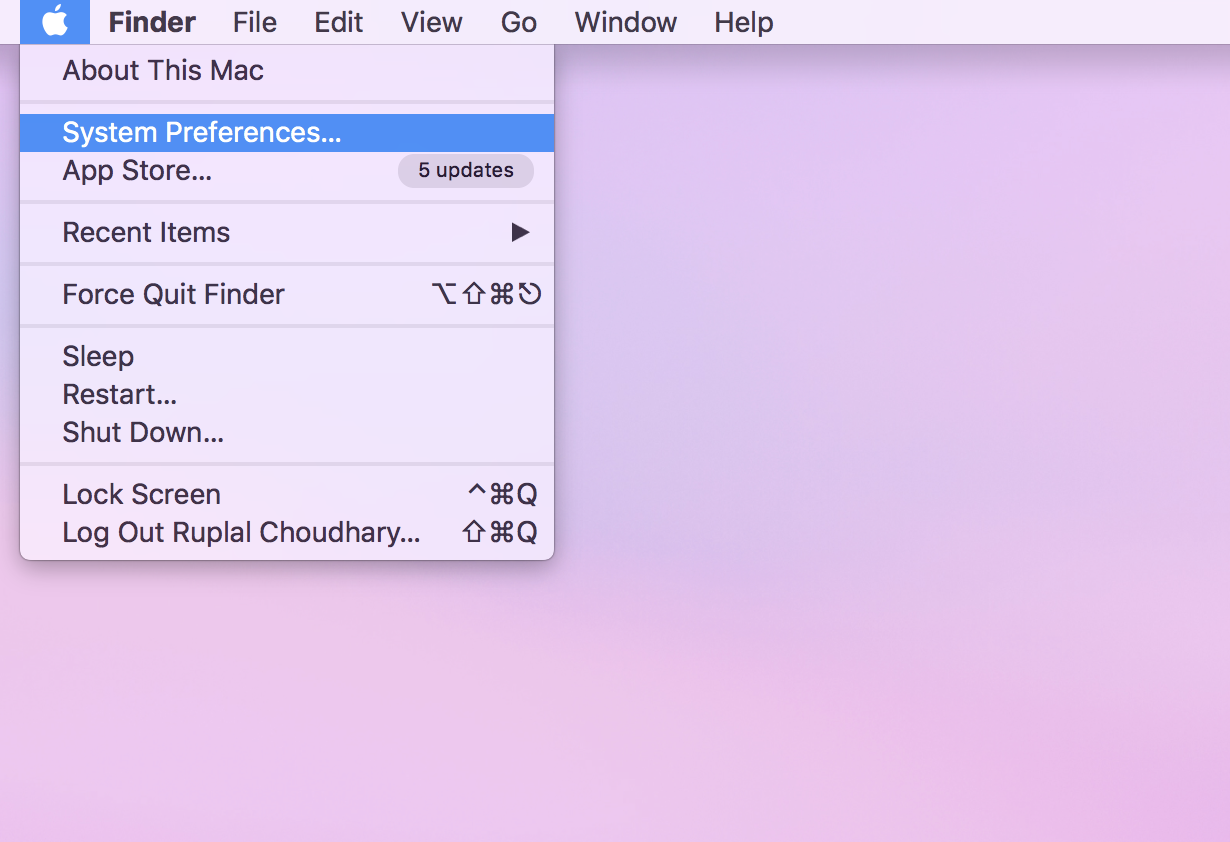 Finder File Edit View Go Window Help
About This Mac
System Preferences...
App Store... 5 updates
Recent Items ▶
Force Quit Finder ⌥⇧⌘⎋
Sleep
Restart...
Shut Down...
Lock Screen ^⌘Q
Log Out Ruplal Choudhary... ⇧⌘Q